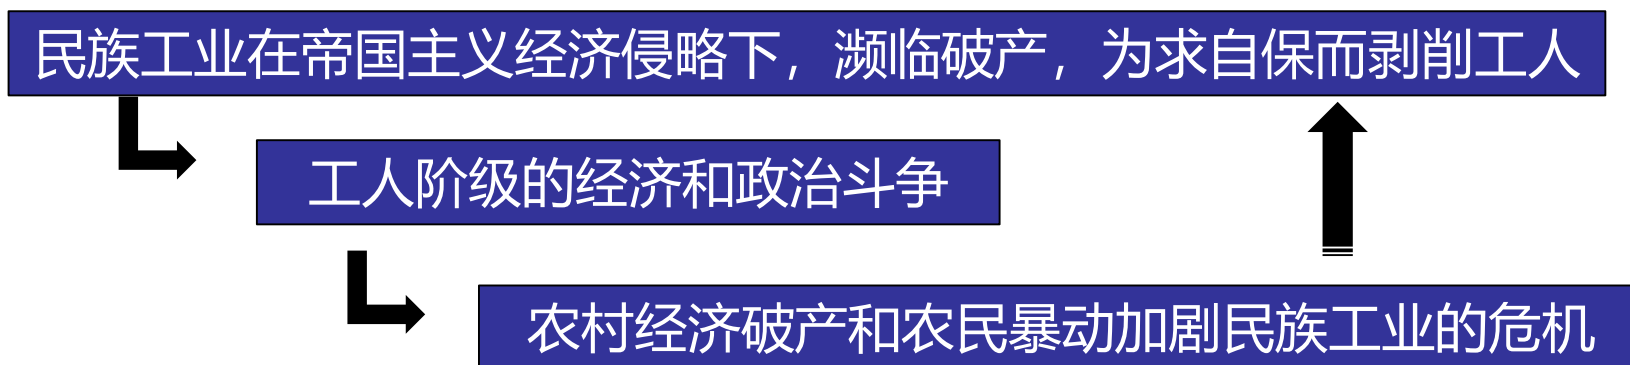 民族工业在帝国主义经济侵略下，濒临破产，为求自保而剥削工人
工人阶级的经济和政治斗争
农村经济破产和农民暴动加剧民族工业的危机